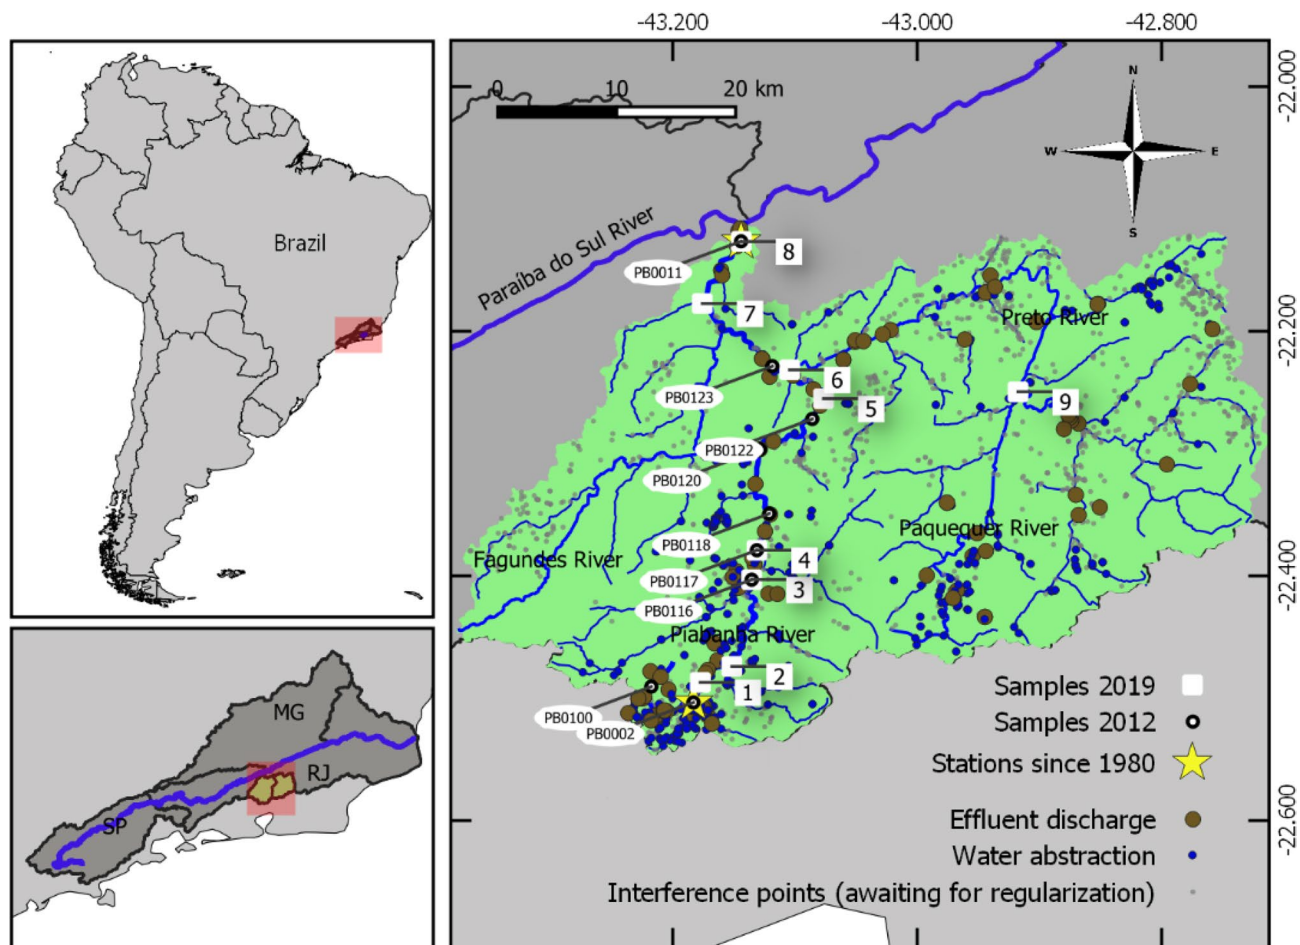 -43.200 -43.000 -42.800
Brazil
MG
RJ
SP
0 10 20 km
N
W E
S
-22.000
-22.200
-22.400
-22.600
Paraíba do Sul River
8
PB0011
7
Preto River
6
PB0123
5
9
PB0122
PB0120
Paquequer River
PB0118
Fagundes River
4
PB0117
3
PB0116
Piabanha River
2
1
PB0100
PB0002
Samples 2019
Samples 2012
Stations since 1980
Effluent discharge
Water abstraction
Interference points (awaiting for regularization)